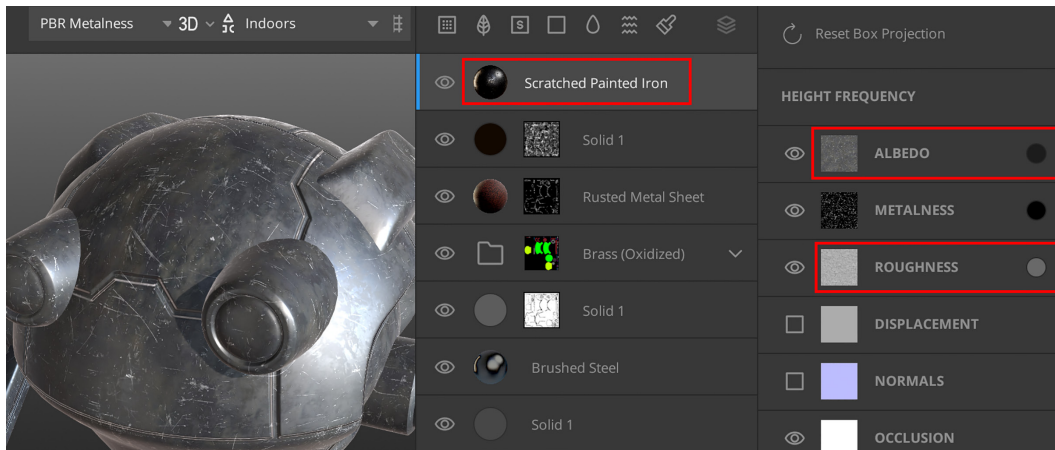 PBR Metalness
3D
Indoors
S
Scratched Painted Iron
Solid 1
Rusted Metal Sheet
Brass (Oxidized)
Solid 1
Brushed Steel
Solid 1
Reset Box Projection
HEIGHT FREQUENCY
ALBEDO
METALNESS
ROUGHNESS
DISPLACEMENT
NORMALS
OCCLUSION